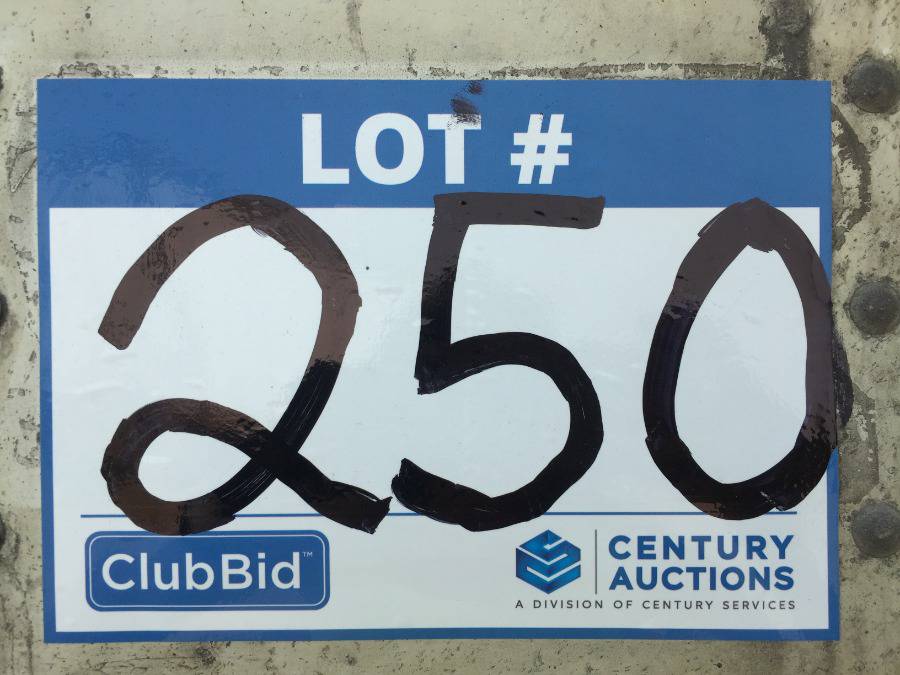 LOT #
250
ClubBid™
CENTURY
AUCTIONS
A DIVISION OF CENTURY SERVICES